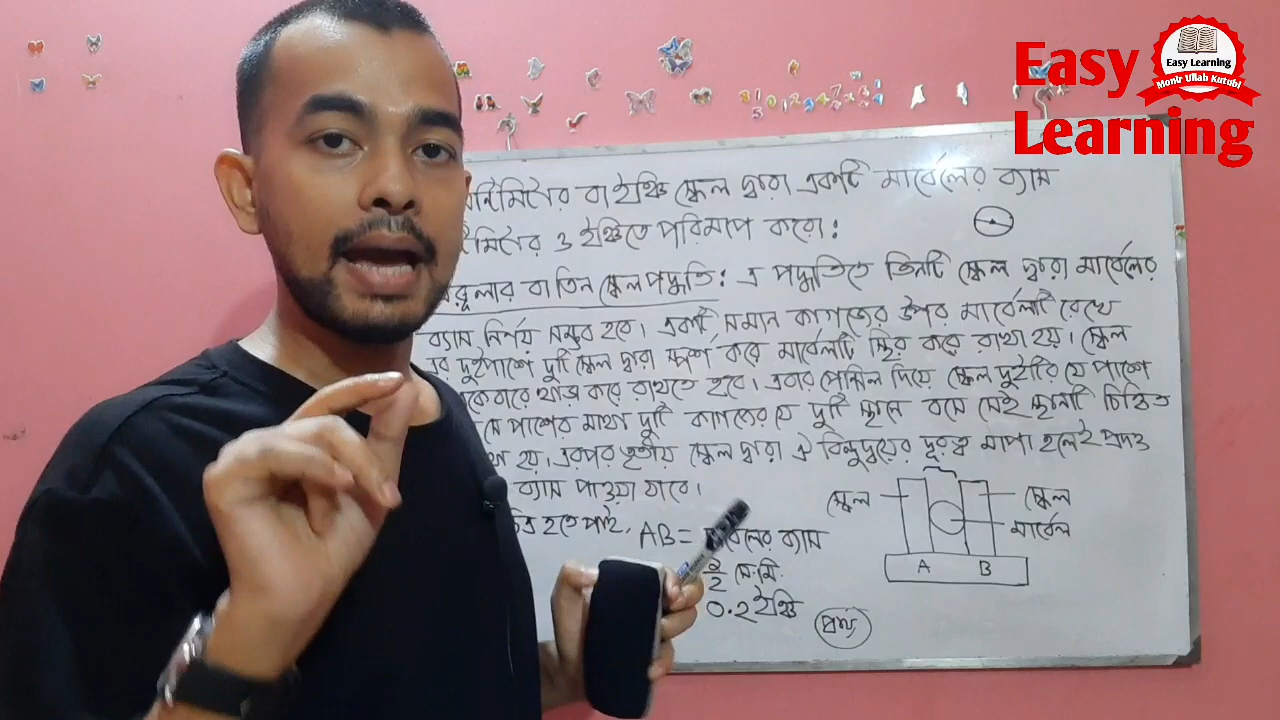 Easy
Learning
Easy Learning
Monir Ullah Kutubi
বা ইঞ্চি স্কেল দ্বারা একটি মার্বেলের ব্যাস
ও ইঞ্চিতে পরিমাপ করো:
বা তিন স্কেল পদ্ধতি: এ পদ্ধতিতে তিনটি স্কেল দ্বারা মার্বেলের
ব্যাস নির্ণয় সম্ভব হবে। একটি সমান কাগজের উপর মার্বেলটি রেখে
দুইপাশে দুটি স্কেল দ্বারা স্পর্শ করে মার্বেলটি স্থির করে রাখা হয়। স্কেল
করে রাখতে হবে। এবার পেন্সিল দিয়ে স্কেল দুইটির যে পাশে
পাশের মাথা দুটি কাগজের যে দুটি স্থানে বসে সেই স্থানটি চিহ্নিত
হয়। এরপর তৃতীয় স্কেল দ্বারা ঐ বিন্দুদ্বয়ের দূরত্ব মাপা হলেই প্রদত্ত
ব্যাস পাওয়া যাবে।
হতে পাই, AB = মার্বেলের ব্যাস
সে.মি.
0.২ ইঞ্চি
স্কেল
স্কেল
মার্বেল
A B